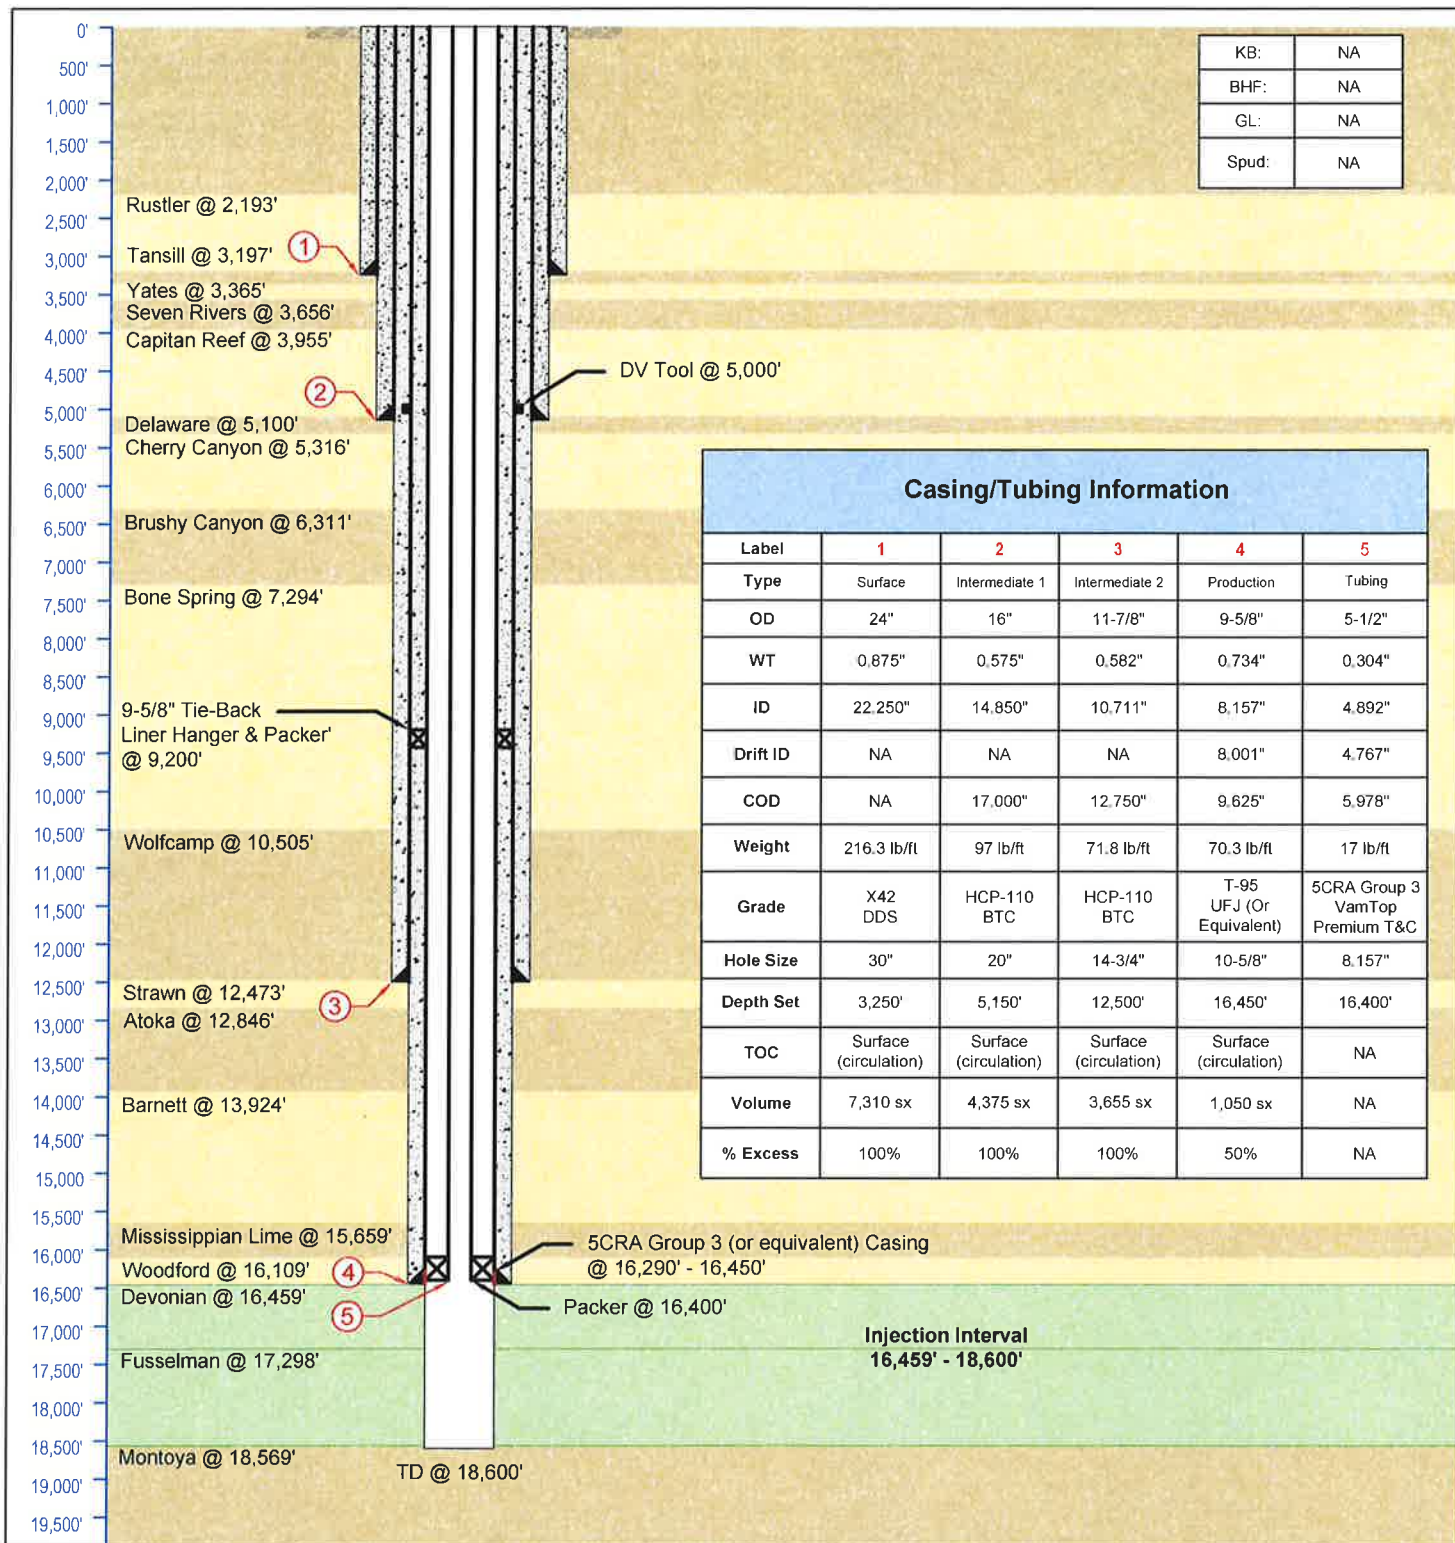 0'
500'
1,000'
1,500'
2,000'
2,500'
3,000'
3,500'
4,000'
4,500'
5,000'
5,500'
6,000'
6,500'
7,000'
7,500'
8,000'
8,500'
9,000'
9,500'
10,000'
10,500'
11,000'
11,500'
12,000'
12,500'
13,000'
13,500'
14,000'
14,500'
15,000
15,500'
16,000'
16,500'
17,000'
17,500'
18,000'
18,500'
19,000'
19,500'
KB: NA
BHF: NA
GL: NA
Spud: NA
Rustler @ 2,193'
Tansill @ 3,197'
1
Yates @ 3,365'
Seven Rivers @ 3,656'
Capitan Reef @ 3,955'
DV Tool @ 5,000'
2
Delaware @ 5,100'
Cherry Canyon @ 5,316'
Brushy Canyon @ 6,311'
Bone Spring @ 7,294'
9-5/8" Tie-Back
Liner Hanger & Packer'
@ 9,200'
Wolfcamp @ 10,505'
Strawn @ 12,473'
3
Atoka @ 12,846'
Barnett @ 13,924'
Mississippian Lime @ 15,659'
Woodford @ 16,109'
4
Devonian @ 16,459'
5
5CRA Group 3 (or equivalent) Casing
@ 16,290' - 16,450'
Packer @ 16,400'
Injection Interval
16,459' - 18,600'
Fusselman @ 17,298'
Montoya @ 18,569'
TD @ 18,600'
Casing/Tubing Information
Label 1 2 3 4 5
Type Surface Intermediate 1 Intermediate 2 Production Tubing
OD 24" 16" 11-7/8" 9-5/8" 5-1/2"
WT 0.875" 0.575" 0.582" 0.734" 0.304"
ID 22.250" 14.850" 10.711" 8.157" 4.892"
Drift ID NA NA NA 8.001" 4.767"
COD NA 17.000" 12.750" 9.625" 5.978"
Weight 216.3 lb/ft 97 lb/ft 71.8 lb/ft 70.3 lb/ft 17 lb/ft
Grade X42 DDS HCP-110 BTC HCP-110 BTC T-95 UFJ (Or Equivalent) 5CRA Group 3 VamTop Premium T&C
Hole Size 30" 20" 14-3/4" 10-5/8" 8.157"
Depth Set 3,250' 5,150' 12,500' 16,450' 16,400'
TOC Surface (circulation) Surface (circulation) Surface (circulation) Surface (circulation) NA
Volume 7,310 sx 4,375 sx 3,655 sx 1,050 sx NA
% Excess 100% 100% 100% 50% NA